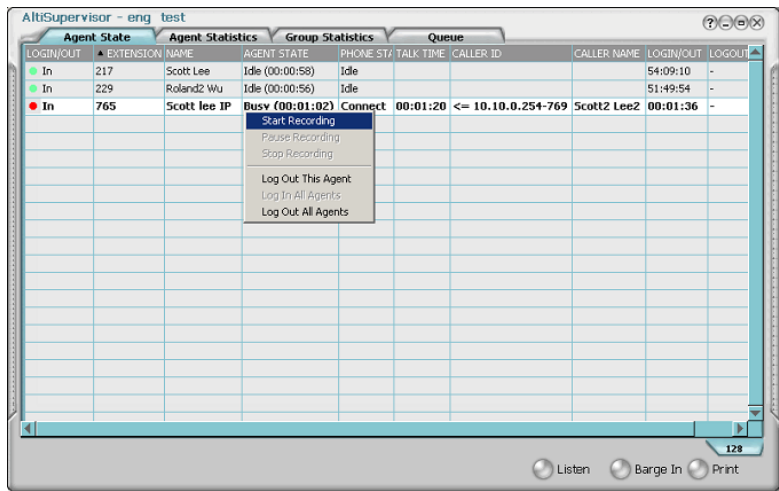 AltiSupervisor - eng test
Agent State Agent Statistics Group Statistics Queue
LOGIN/OUT EXTENSION NAME AGENT STATE PHONE STA TALK TIME CALLER ID CALLER NAME LOGIN/OUT LOGOUT
In 217 Scott Lee Idle (00:00:58) Idle 54:09:10 -
In 229 Roland2 Wu Idle (00:00:56) Idle 51:49:54 -
In 765 Scott lee IP Busy (00:01:02) Connect 00:01:20 <= 10.10.0.254-769 Scott2 Lee2 00:01:36 -
Start Recording
Pause Recording
Stop Recording
Log Out This Agent
Log In All Agents
Log Out All Agents
128
Listen Barge In Print